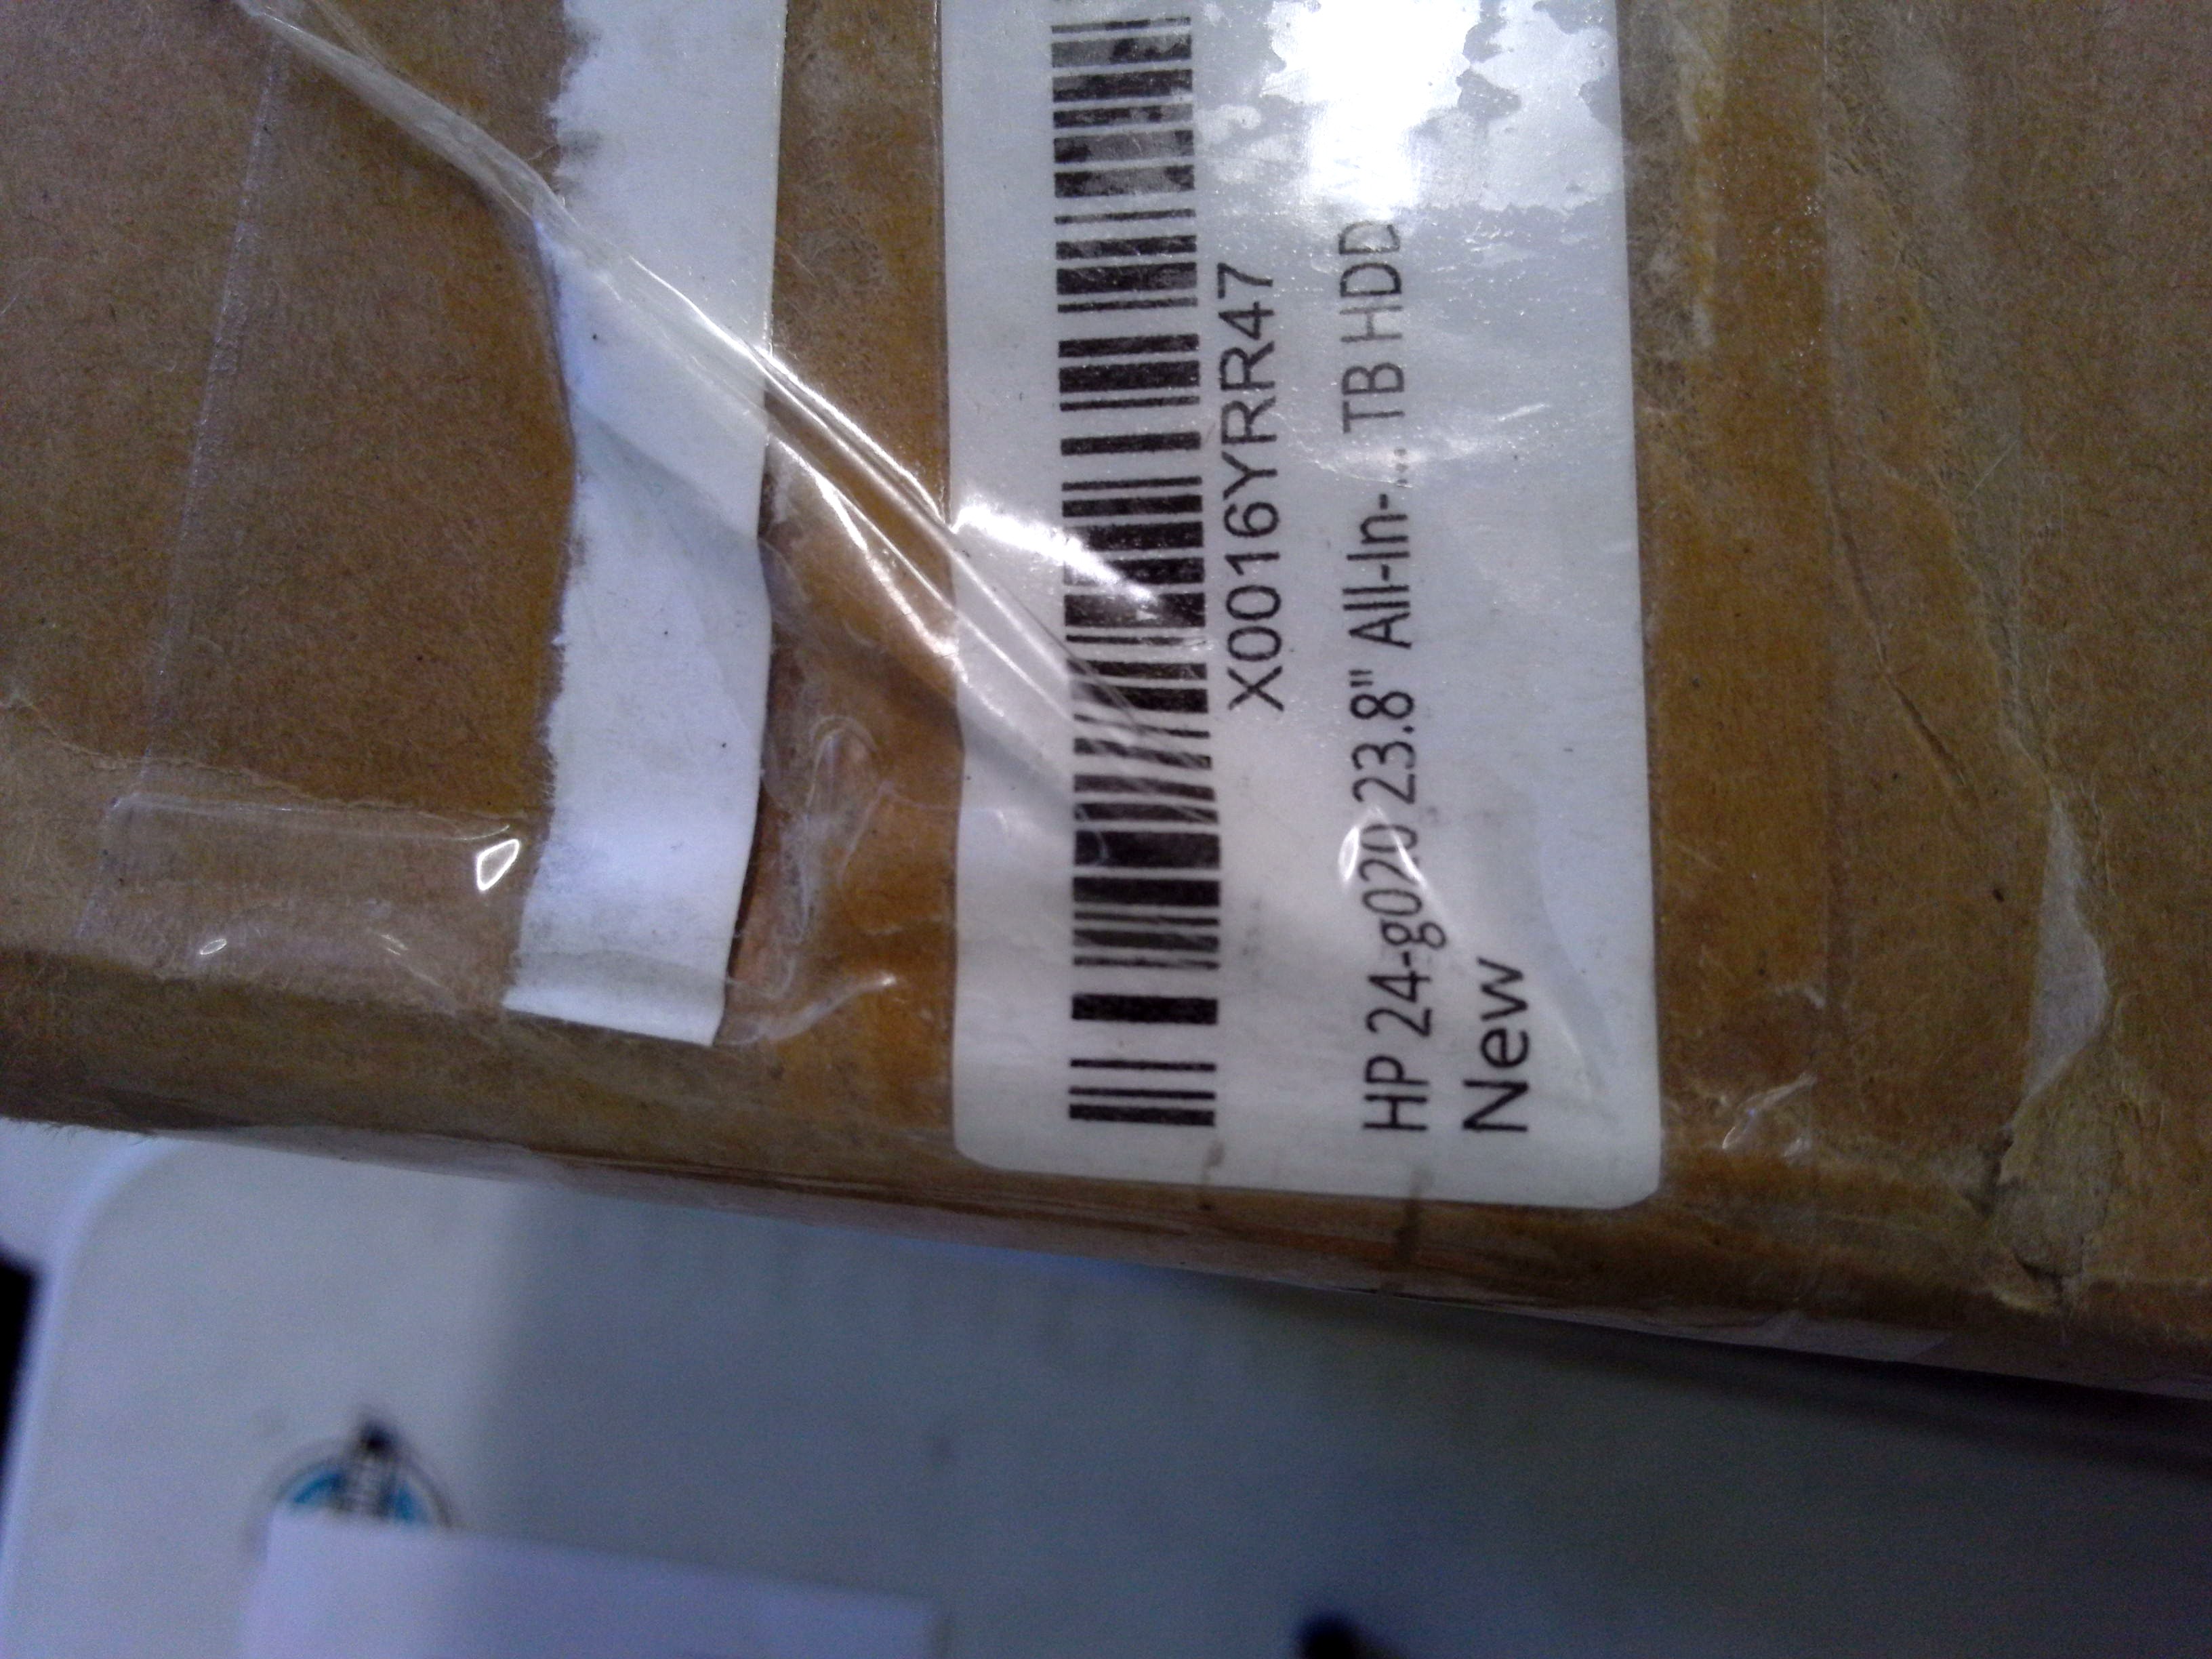 X0016YRR47
HP 24-g020 23.8" All-In-... TB HDD
New